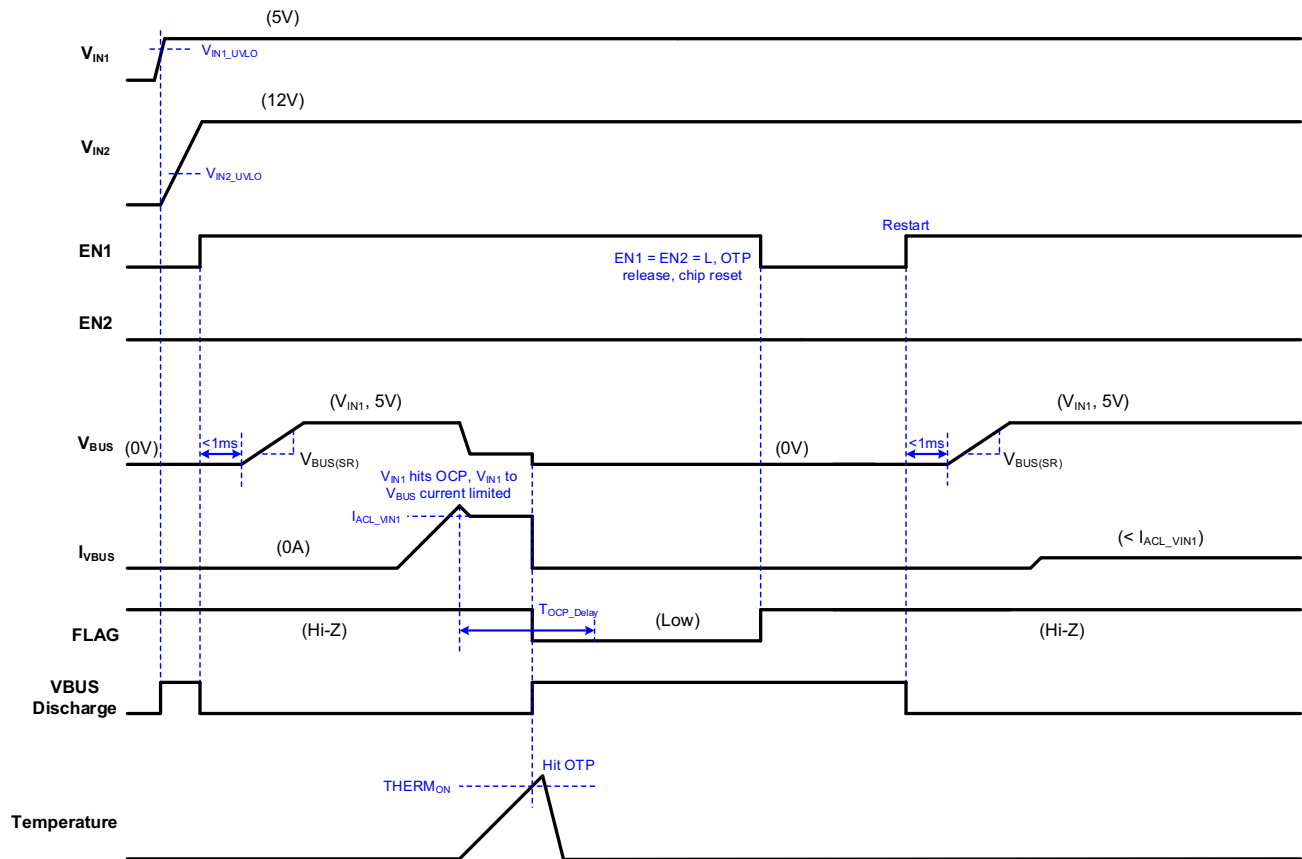 (5V)
VIN1
VIN1_UVLO
(12V)
VIN2
VIN2_UVLO
Restart
EN1
EN1 = EN2 = L, OTP
release, chip reset
EN2
(VIN1, 5V)
(VIN1, 5V)
VBUS
(0V)
<1ms
VBUS(SR)
(0V)
<1ms
VBUS(SR)
VIN1 hits OCP, VIN1 to
VBUS current limited
IACL_VIN1
IVBUS
(0A)
(< IACL_VIN1)
TOCP_Delay
FLAG
(Hi-Z)
(Low)
(Hi-Z)
VBUS
Discharge
Hit OTP
THERMON
Temperature